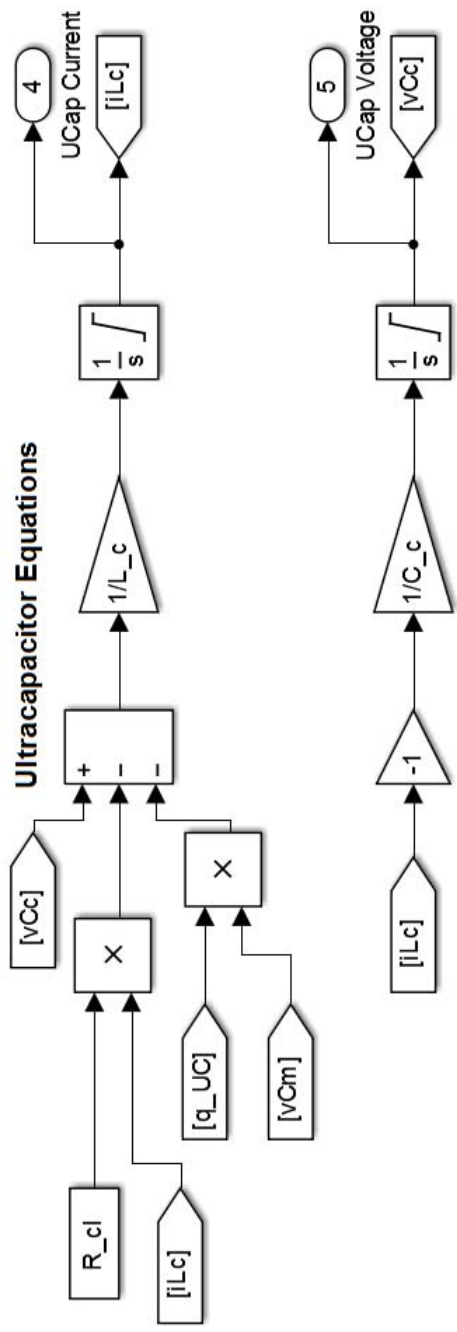 Ultracapacitor Equations
R_cl
[iLc]
[vCc]
×
[q_UC]
[vCm]
×
+
−
−
1/L_c
1
s
4
UCap Current
[iLc]
[iLc]
-1
1/C_c
1
s
5
UCap Voltage
[vCc]